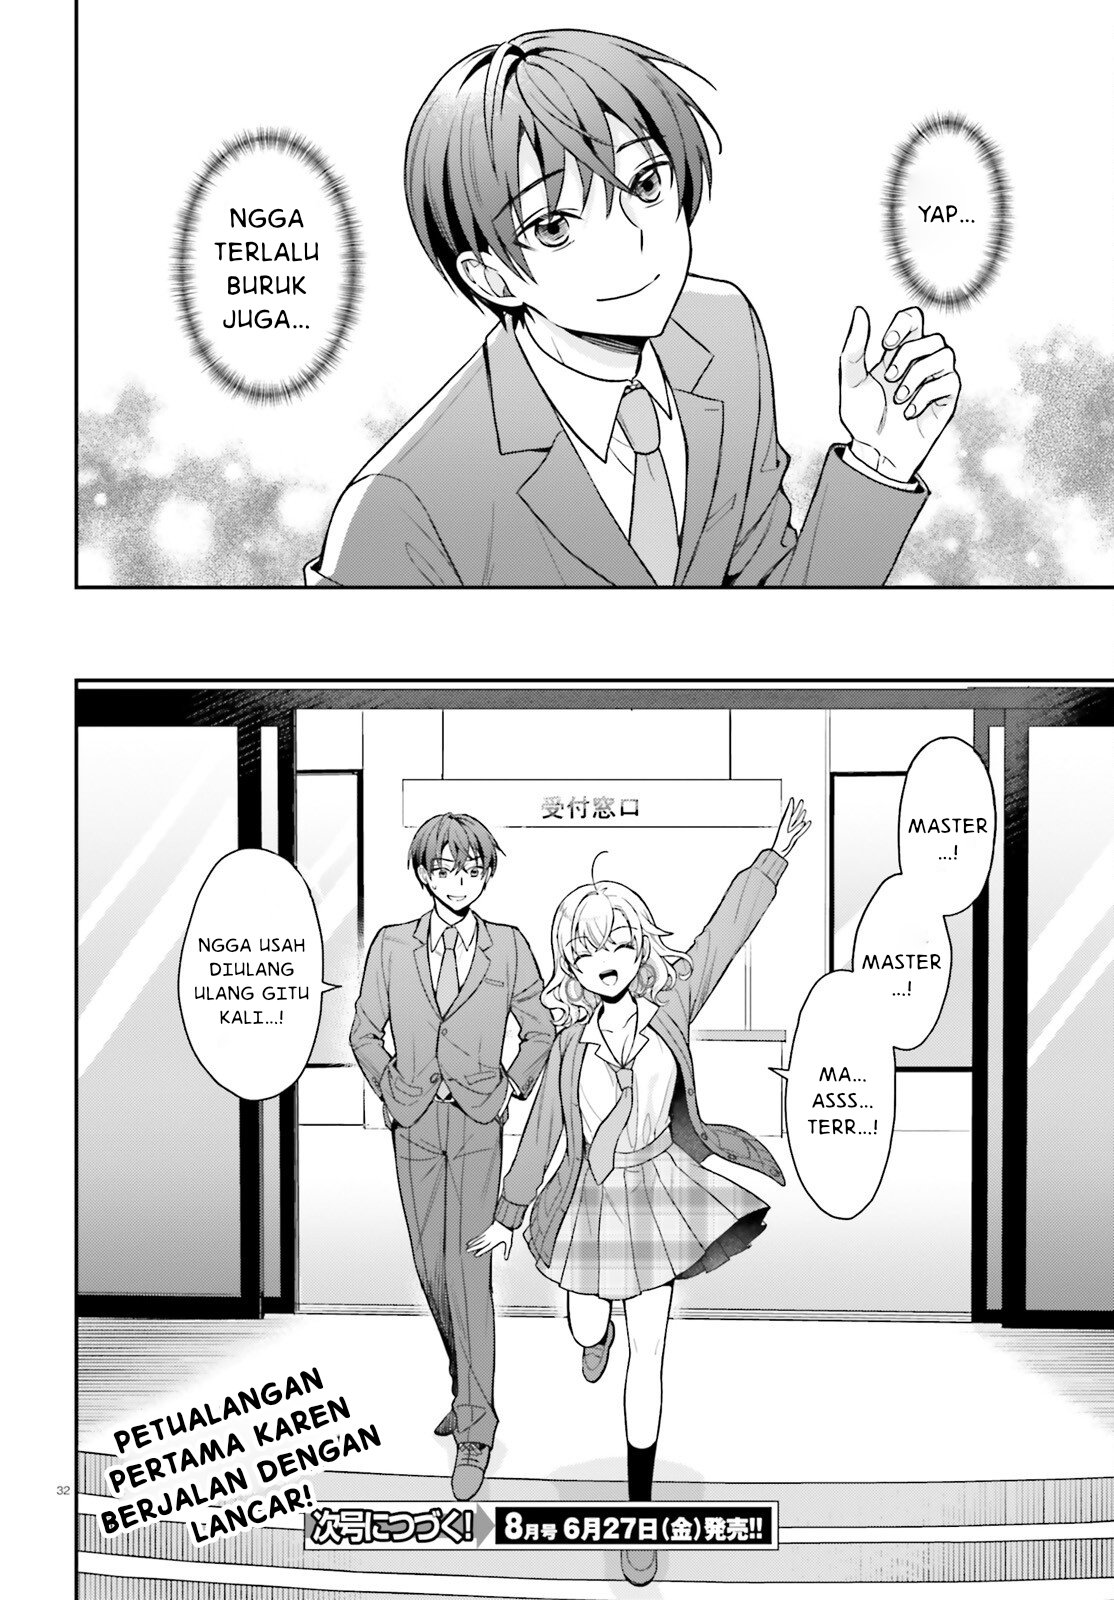 YAP...
NGGA
TERLALU
BURUK
JUGA...
受付窓口
MASTER
...!
MASTER
...!
MA...
ASSS...
TERR...!
NGGA USAH
DIULANG
ULANG GITU
KALI...!
PETUALANGAN
PERTAMA KAREN
BERJALAN DENGAN
LANCAR!
32
次号につづく! 8月号 6月27日(金)発売!!